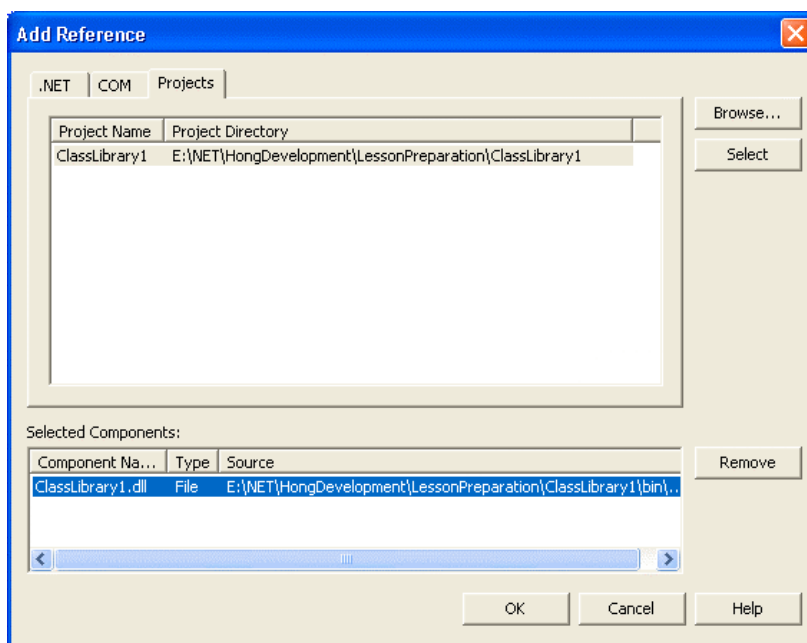 Add Reference
.NET COM Projects
Browse...
Project Name Project Directory
ClassLibrary1 E:\NET\HongDevelopment\LessonPreparation\ClassLibrary1
Select
Selected Components:
Component Na... Type Source
Remove
ClassLibrary1.dll File E:\NET\HongDevelopment\LessonPreparation\ClassLibrary1\bin\...
OK Cancel Help